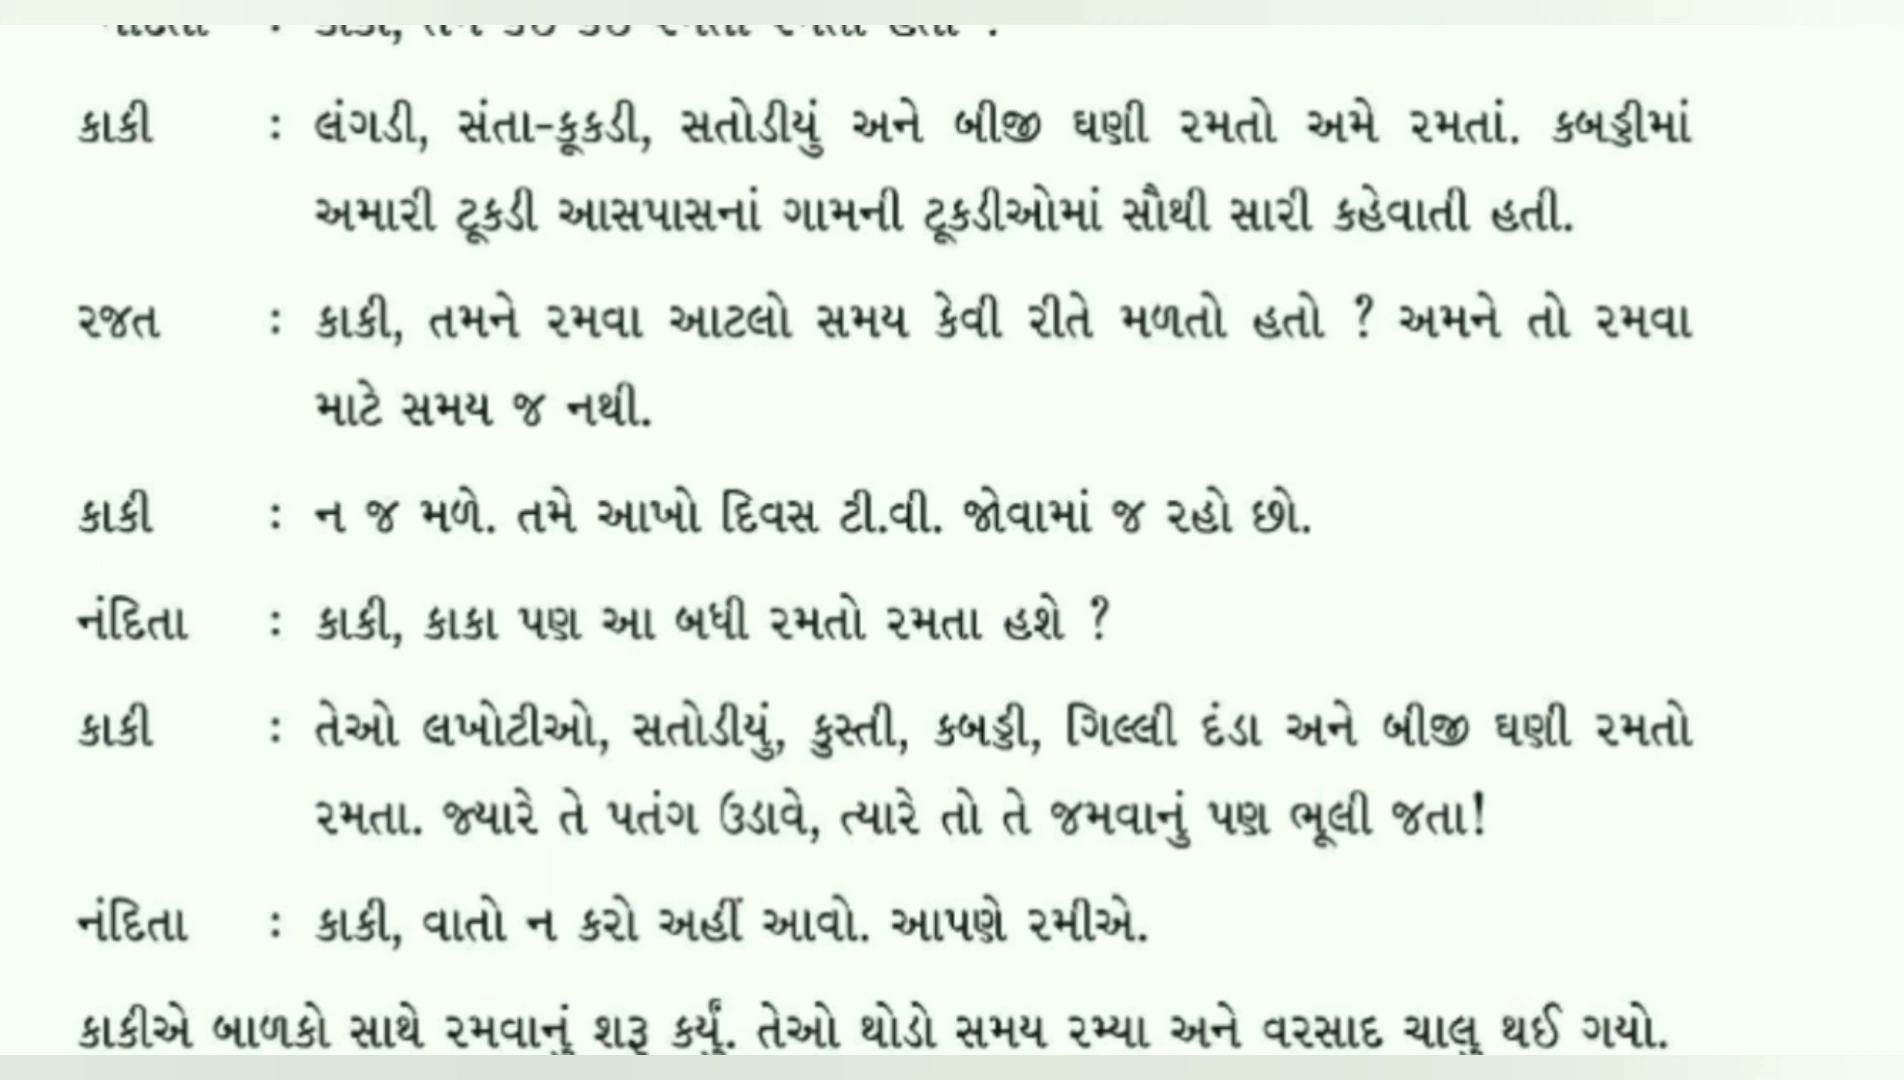 કાકી : લંગડી, સંતા-કૂકડી, સતોડીયું અને બીજી ઘણી રમતો અમે રમતાં. કબડ્ડીમાં
અમારી ટૂકડી આસપાસનાં ગામની ટૂકડીઓમાં સૌથી સારી કહેવાતી હતી.
રજત : કાકી, તમને રમવા આટલો સમય કેવી રીતે મળતો હતો ? અમને તો રમવા
માટે સમય જ નથી.
કાકી : ન જ મળે. તમે આખો દિવસ ટી.વી. જોવામાં જ રહો છો.
નંદિતા : કાકી, કાકા પણ આ બધી રમતો રમતા હશે ?
કાકી : તેઓ લખોટીઓ, સતોડીયું, કુસ્તી, કબડ્ડી, ગિલ્લી દંડા અને બીજી ઘણી રમતો
રમતા. જ્યારે તે પતંગ ઉડાવે, ત્યારે તો તે જમવાનું પણ ભૂલી જતા!
નંદિતા : કાકી, વાતો ન કરો અહીં આવો. આપણે રમીએ.
કાકીએ બાળકો સાથે રમવાનું શરૂ કર્યું. તેઓ થોડો સમય રમ્યા અને વરસાદ ચાલુ થઈ ગયો.